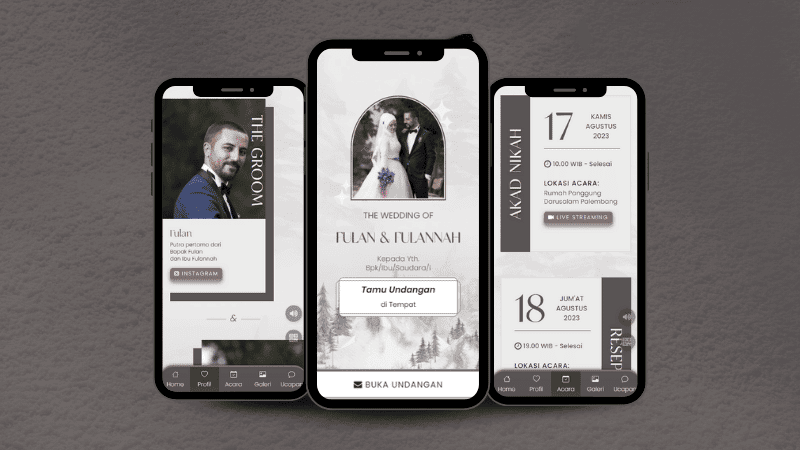 THE GROOM
Fulan
Putra pertama dari
Bapak Fulan
dan Ibu Fulannah
INSTAGRAM
&
Home Profil Acara Galeri Ucapan
THE WEDDING OF
FULAN & FULANNAH
Kepada Yth.
Bpk/Ibu/Saudara/i
Tamu Undangan
di Tempat
BUKA UNDANGAN
AKAD NIKAH
17
KAMIS
AGUSTUS
2023
10.00 WIB - Selesai
LOKASI ACARA:
Rumah Panggung
Darusalam Palembang
LIVE STREAMING
18
JUM'AT
AGUSTUS
2023
19.00 WIB - Selesai
LOKASI ACARA:
RESEP
Home Profil Acara Galeri Ucapan